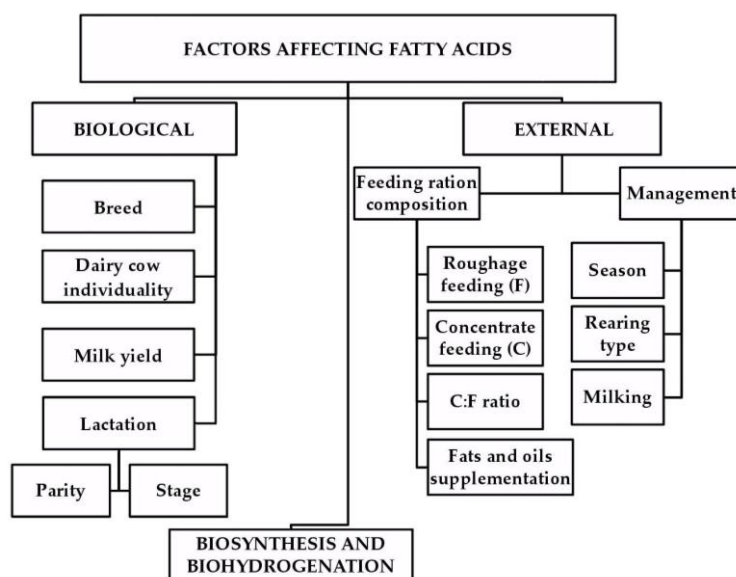 FACTORS AFFECTING FATTY ACIDS
BIOLOGICAL
Breed
Dairy cow
individuality
Milk yield
Lactation
Parity
Stage
BIOSYNTHESIS AND
BIOHYDROGENATION
EXTERNAL
Feeding ration
composition
Roughage
feeding (F)
Concentrate
feeding (C)
C:F ratio
Fats and oils
supplementation
Management
Season
Rearing
type
Milking